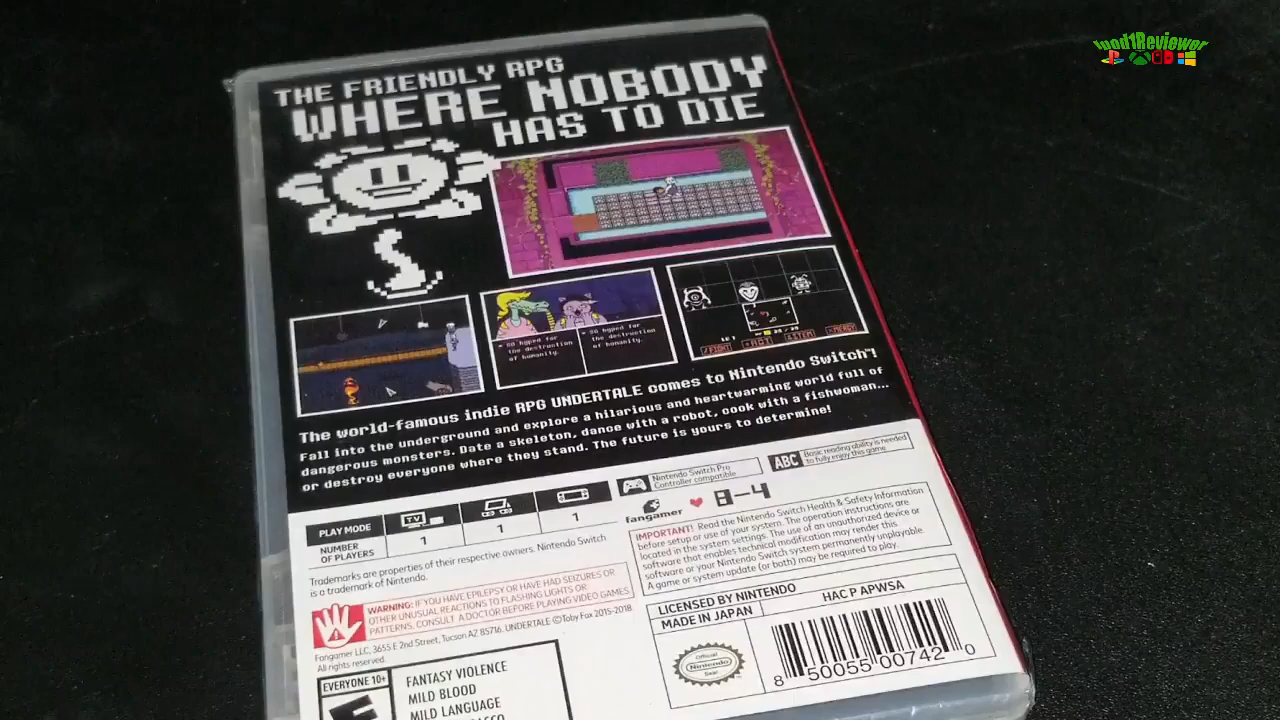 Ipod1Reviewer
THE FRIENDLY RPG
WHERE NOBODY
HAS TO DIE
* So hyped for
the destruction
of humanity.
* So hyped for
the destruction
of humanity.
LV 1
FIGHT ACT ITEM MERCY
The world-famous indie RPG UNDERTALE comes to Nintendo Switch™!
Fall into the underground and explore a hilarious and heartwarming world full of
dangerous monsters. Date a skeleton, dance with a robot, cook with a fishwoman...
or destroy everyone where they stand. The future is yours to determine!
PLAY MODE
TV
NUMBER
OF PLAYERS
1
1
1
Nintendo Switch Pro
Controller compatible
ABC
Basic reading ability is needed
to fully enjoy this game
fangamer
8-4
Trademarks are properties of their respective owners. Nintendo Switch
is a trademark of Nintendo.
WARNING: IF YOU HAVE EPILEPSY OR HAVE HAD SEIZURES OR
OTHER UNUSUAL REACTIONS TO FLASHING LIGHTS OR
PATTERNS, CONSULT A DOCTOR BEFORE PLAYING VIDEO GAMES.
Fangamer LLC, 3655 E 2nd Street, Tucson AZ 85716. UNDERTALE ©Toby Fox 2015-2018.
All rights reserved.
IMPORTANT! Read the Nintendo Switch Health & Safety Information
before setup or use of your system. The operation instructions are
located in the system settings. The use of an unauthorized device or
software that enables technical modification may render this
software or your Nintendo Switch system permanently unplayable.
A game or system update (or both) may be required to play.
LICENSED BY NINTENDO
HAC P APWSA
MADE IN JAPAN
Official
Nintendo
Seal
8 50055 00742 0
EVERYONE 10+
E
FANTASY VIOLENCE
MILD BLOOD
MILD LANGUAGE